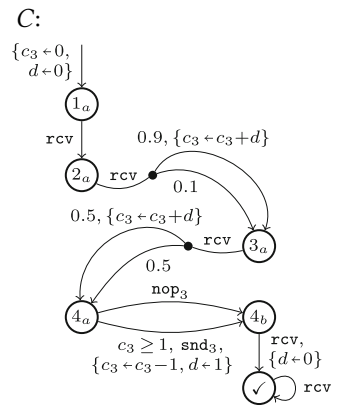 C:
{c₃←0,
d←0}
1ₐ
rcv
0.9, {c₃←c₃+d}
2ₐ
rcv
0.1
0.5, {c₃←c₃+d}
rcv
3ₐ
0.5
nop₃
4ₐ
4_b
c₃ ≥ 1, snd₃,
{c₃←c₃−1, d←1}
rcv,
{d←0}
✓
rcv